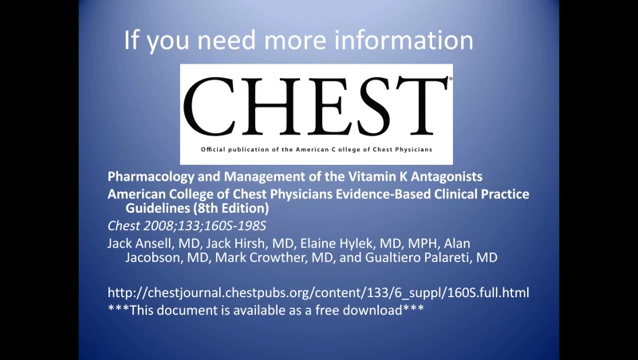 If you need more information
CHEST®
Official publication of the American C ollege of Chest Physicians
Pharmacology and Management of the Vitamin K Antagonists
American College of Chest Physicians Evidence-Based Clinical Practice
Guidelines (8th Edition)
Chest 2008;133;160S-198S
Jack Ansell, MD, Jack Hirsh, MD, Elaine Hylek, MD, MPH, Alan
Jacobson, MD, Mark Crowther, MD, and Gualtiero Palareti, MD
http://chestjournal.chestpubs.org/content/133/6_suppl/160S.full.html
***This document is available as a free download***